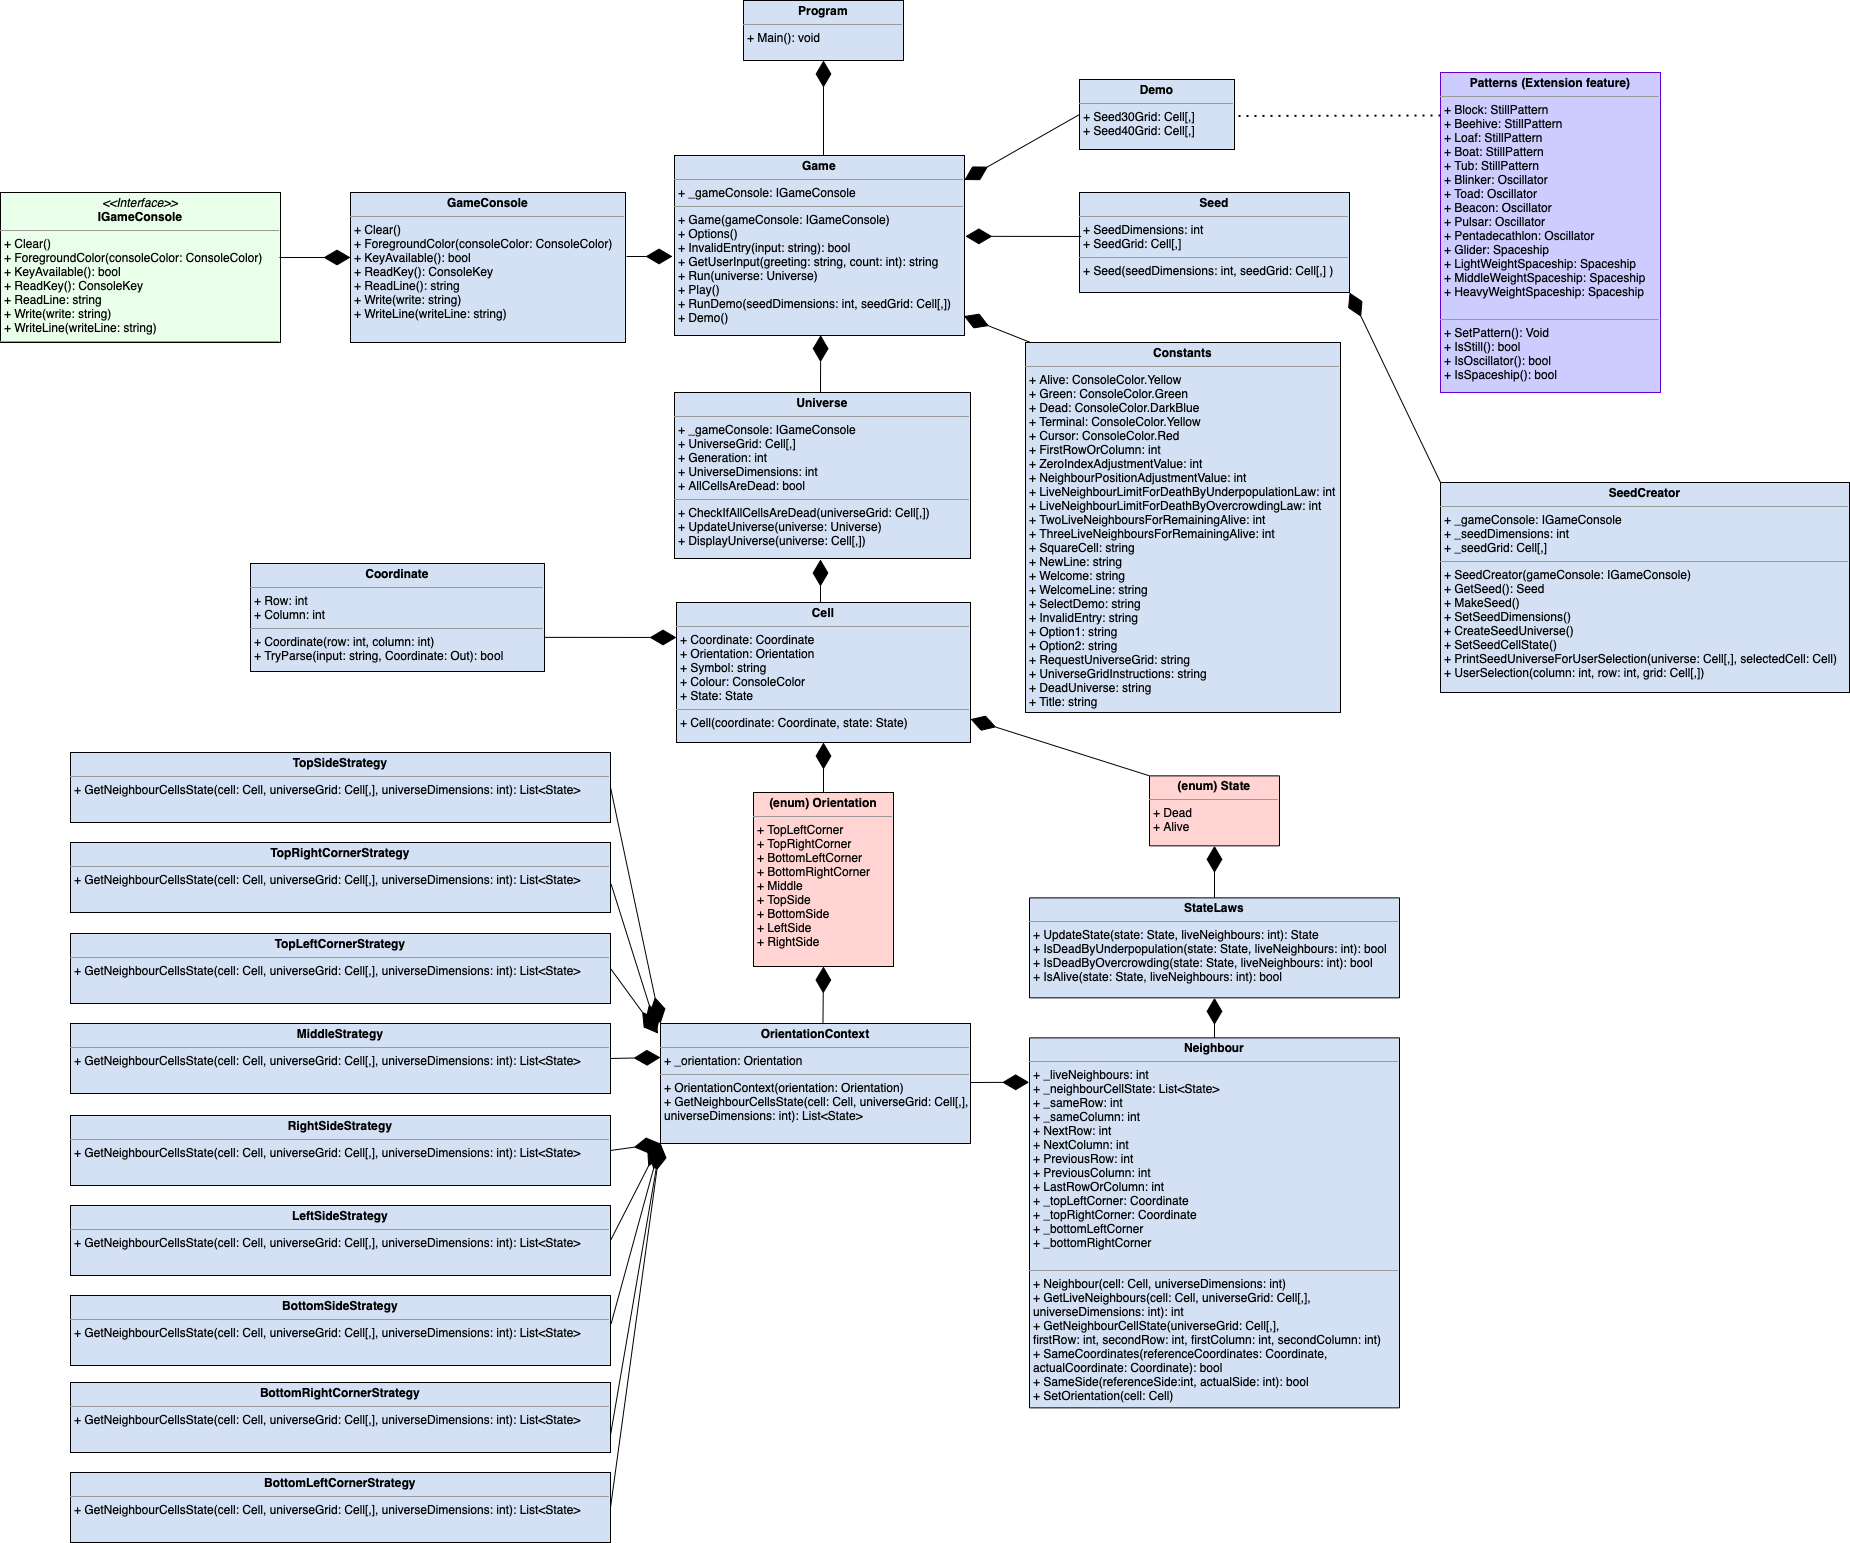 Program
+ Main(): void
Demo
+ Seed30Grid: Cell[,]
+ Seed40Grid: Cell[,]
Patterns (Extension feature)
+ Block: StillPattern
+ Beehive: StillPattern
+ Loaf: StillPattern
+ Boat: StillPattern
+ Tub: StillPattern
+ Blinker: Oscillator
+ Toad: Oscillator
+ Beacon: Oscillator
+ Pulsar: Oscillator
+ Pentadecathlon: Oscillator
+ Glider: Spaceship
+ LightWeightSpaceship: Spaceship
+ MiddleWeightSpaceship: Spaceship
+ HeavyWeightSpaceship: Spaceship
+ SetPattern(): Void
+ IsStill(): bool
+ IsOscillator(): bool
+ IsSpaceship(): bool
<<Interface>>
IGameConsole
+ Clear()
+ ForegroundColor(consoleColor: ConsoleColor)
+ KeyAvailable(): bool
+ ReadKey(): ConsoleKey
+ ReadLine: string
+ Write(write: string)
+ WriteLine(writeLine: string)
GameConsole
+ Clear()
+ ForegroundColor(consoleColor: ConsoleColor)
+ KeyAvailable(): bool
+ ReadKey(): ConsoleKey
+ ReadLine(): string
+ Write(write: string)
+ WriteLine(writeLine: string)
Game
+ _gameConsole: IGameConsole
+ Game(gameConsole: IGameConsole)
+ Options()
+ InvalidEntry(input: string): bool
+ GetUserInput(greeting: string, count: int): string
+ Run(universe: Universe)
+ Play()
+ RunDemo(seedDimensions: int, seedGrid: Cell[,])
+ Demo()
Seed
+ SeedDimensions: int
+ SeedGrid: Cell[,]
+ Seed(seedDimensions: int, seedGrid: Cell[,] )
Constants
+ Alive: ConsoleColor.Yellow
+ Green: ConsoleColor.Green
+ Dead: ConsoleColor.DarkBlue
+ Terminal: ConsoleColor.Yellow
+ Cursor: ConsoleColor.Red
+ FirstRowOrColumn: int
+ ZeroIndexAdjustmentValue: int
+ NeighbourPositionAdjustmentValue: int
+ LiveNeighbourLimitForDeathByUnderpopulationLaw: int
+ LiveNeighbourLimitForDeathByOvercrowdingLaw: int
+ TwoLiveNeighboursForRemainingAlive: int
+ ThreeLiveNeighboursForRemainingAlive: int
+ SquareCell: string
+ NewLine: string
+ Welcome: string
+ WelcomeLine: string
+ SelectDemo: string
+ InvalidEntry: string
+ Option1: string
+ Option2: string
+ RequestUniverseGrid: string
+ UniverseGridInstructions: string
+ DeadUniverse: string
+ Title: string
Universe
+ _gameConsole: IGameConsole
+ UniverseGrid: Cell[,]
+ Generation: int
+ UniverseDimensions: int
+ AllCellsAreDead: bool
+ CheckIfAllCellsAreDead(universeGrid: Cell[,])
+ UpdateUniverse(universe: Universe)
+ DisplayUniverse(universe: Cell[,])
SeedCreator
+ _gameConsole: IGameConsole
+ _seedDimensions: int
+ _seedGrid: Cell[,]
+ SeedCreator(gameConsole: IGameConsole)
+ GetSeed(): Seed
+ MakeSeed()
+ SetSeedDimensions()
+ CreateSeedUniverse()
+ SetSeedCellState()
+ PrintSeedUniverseForUserSelection(universe: Cell[,], selectedCell: Cell)
+ UserSelection(column: int, row: int, grid: Cell[,])
Coordinate
+ Row: int
+ Column: int
+ Coordinate(row: int, column: int)
+ TryParse(input: string, Coordinate: Out): bool
Cell
+ Coordinate: Coordinate
+ Orientation: Orientation
+ Symbol: string
+ Colour: ConsoleColor
+ State: State
+ Cell(coordinate: Coordinate, state: State)
(enum) Orientation
+ TopLeftCorner
+ TopRightCorner
+ BottomLeftCorner
+ BottomRightCorner
+ Middle
+ TopSide
+ BottomSide
+ LeftSide
+ RightSide
(enum) State
+ Dead
+ Alive
StateLaws
+ UpdateState(state: State, liveNeighbours: int): State
+ IsDeadByUnderpopulation(state: State, liveNeighbours: int): bool
+ IsDeadByOvercrowding(state: State, liveNeighbours: int): bool
+ IsAlive(state: State, liveNeighbours: int): bool
TopSideStrategy
+ GetNeighbourCellsState(cell: Cell, universeGrid: Cell[,], universeDimensions: int): List<State>
TopRightCornerStrategy
+ GetNeighbourCellsState(cell: Cell, universeGrid: Cell[,], universeDimensions: int): List<State>
TopLeftCornerStrategy
+ GetNeighbourCellsState(cell: Cell, universeGrid: Cell[,], universeDimensions: int): List<State>
MiddleStrategy
+ GetNeighbourCellsState(cell: Cell, universeGrid: Cell[,], universeDimensions: int): List<State>
RightSideStrategy
+ GetNeighbourCellsState(cell: Cell, universeGrid: Cell[,], universeDimensions: int): List<State>
LeftSideStrategy
+ GetNeighbourCellsState(cell: Cell, universeGrid: Cell[,], universeDimensions: int): List<State>
BottomSideStrategy
+ GetNeighbourCellsState(cell: Cell, universeGrid: Cell[,], universeDimensions: int): List<State>
BottomRightCornerStrategy
+ GetNeighbourCellsState(cell: Cell, universeGrid: Cell[,], universeDimensions: int): List<State>
BottomLeftCornerStrategy
+ GetNeighbourCellsState(cell: Cell, universeGrid: Cell[,], universeDimensions: int): List<State>
OrientationContext
+ _orientation: Orientation
+ OrientationContext(orientation: Orientation)
+ GetNeighbourCellsState(cell: Cell, universeGrid: Cell[,],
universeDimensions: int): List<State>
Neighbour
+ _liveNeighbours: int
+ _neighbourCellState: List<State>
+ _sameRow: int
+ _sameColumn: int
+ NextRow: int
+ NextColumn: int
+ PreviousRow: int
+ PreviousColumn: int
+ LastRowOrColumn: int
+ _topLeftCorner: Coordinate
+ _topRightCorner: Coordinate
+ _bottomLeftCorner
+ _bottomRightCorner
+ Neighbour(cell: Cell, universeDimensions: int)
+ GetLiveNeighbours(cell: Cell, universeGrid: Cell[,],
universeDimensions: int): int
+ GetNeighbourCellState(universeGrid: Cell[,],
firstRow: int, secondRow: int, firstColumn: int, secondColumn: int)
+ SameCoordinates(referenceCoordinates: Coordinate,
actualCoordinate: Coordinate): bool
+ SameSide(referenceSide:int, actualSide: int): bool
+ SetOrientation(cell: Cell)